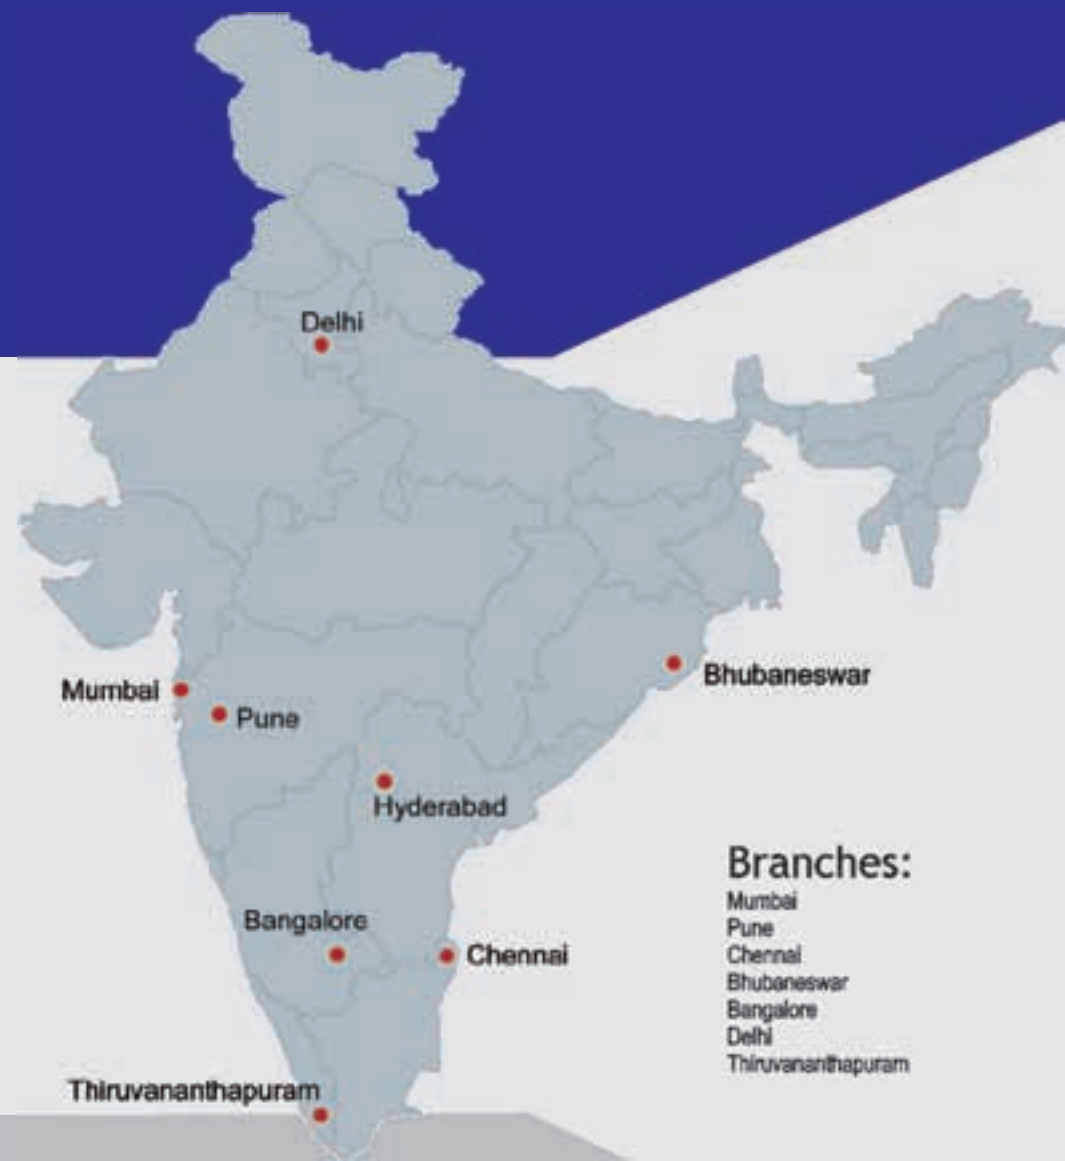 Delhi
Mumbai
Pune
Bhubaneswar
Hyderabad
Bangalore
Chennai
Thiruvananthapuram
Branches:
Mumbai
Pune
Chennai
Bhubaneswar
Bangalore
Delhi
Thiruvananthapuram